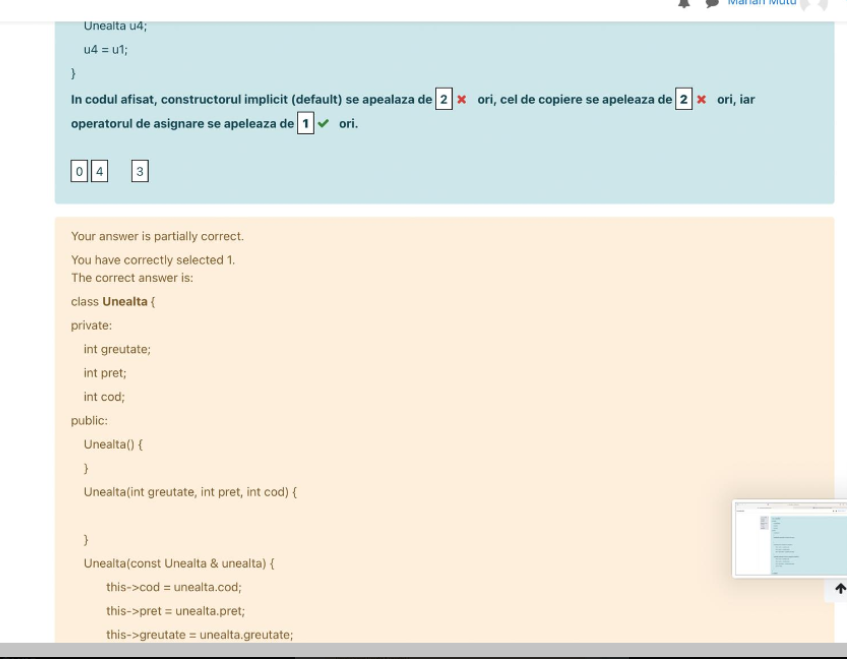 Marian Mutu
Unealta u4;
u4 = u1;
}
In codul afisat, constructorul implicit (default) se apealaza de 2 ✖ ori, cel de copiere se apeleaza de 2 ✖ ori, iar
operatorul de asignare se apeleaza de 1 ✔ ori.
0 4 3
Your answer is partially correct.
You have correctly selected 1.
The correct answer is:
class Unealta {
private:
int greutate;
int pret;
int cod;
public:
Unealta() {
}
Unealta(int greutate, int pret, int cod) {
}
Unealta(const Unealta & unealta) {
this->cod = unealta.cod;
this->pret = unealta.pret;
this->greutate = unealta.greutate;